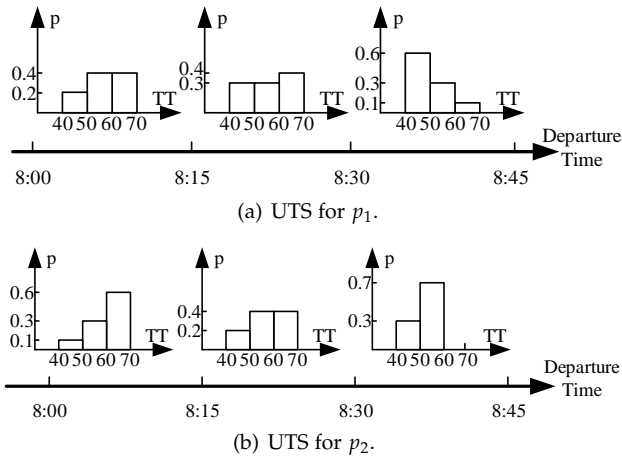 p p p
0.4 0.2 TT 40 50 60 70
0.4 0.3 TT 40 50 60 70
0.6 0.3 0.1 TT 40 50 60 70
Departure
Time
8:00 8:15 8:30 8:45
(a) UTS for p₁.
p p p
0.6 0.3 0.1 TT 40 50 60 70
0.4 0.2 TT 40 50 60 70
0.7 0.3 TT 40 50 60 70
Departure
Time
8:00 8:15 8:30 8:45
(b) UTS for p₂.